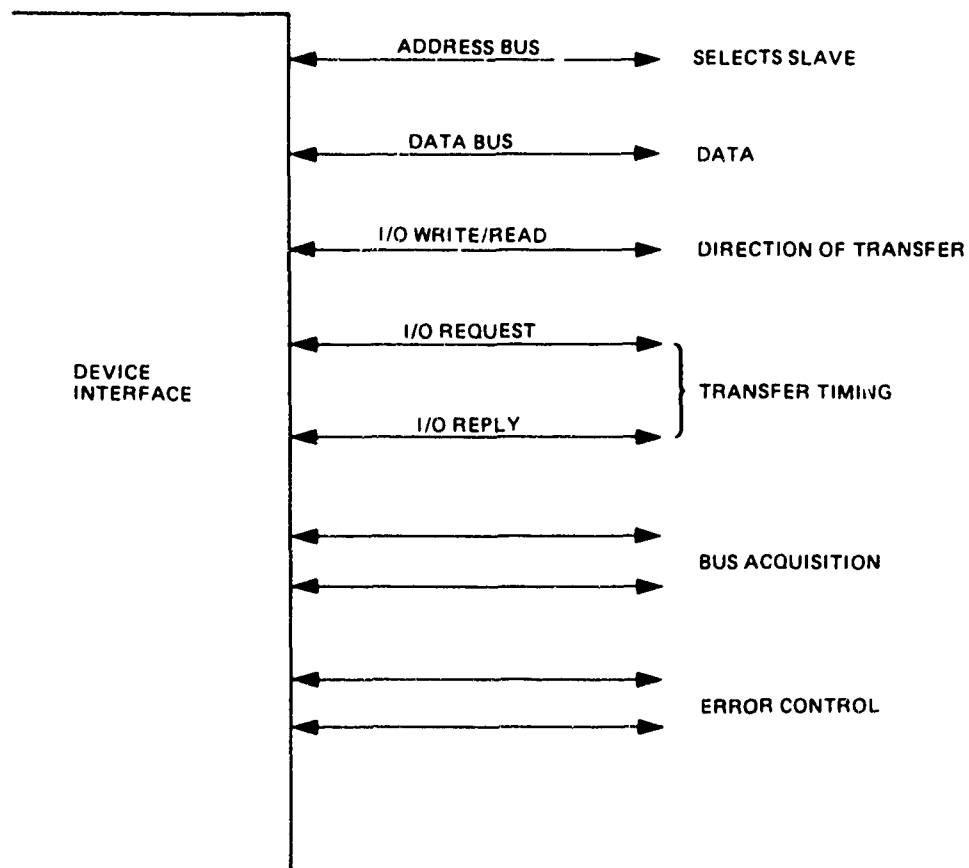 ADDRESS BUS
SELECTS SLAVE
DATA BUS
DATA
I/O WRITE/READ
DIRECTION OF TRANSFER
I/O REQUEST
DEVICE
INTERFACE
TRANSFER TIMING
I/O REPLY
BUS ACQUISITION
ERROR CONTROL